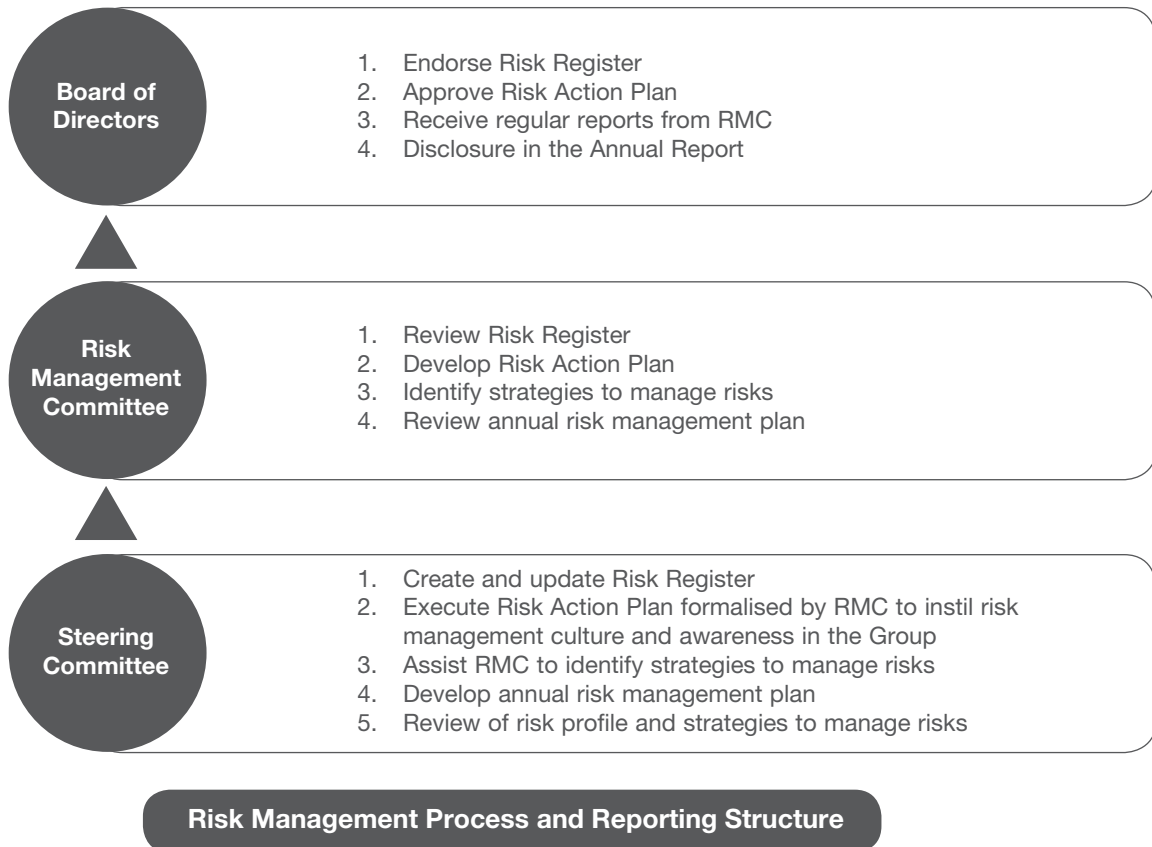 Board of
Directors
1. Endorse Risk Register
2. Approve Risk Action Plan
3. Receive regular reports from RMC
4. Disclosure in the Annual Report
Risk
Management
Committee
1. Review Risk Register
2. Develop Risk Action Plan
3. Identify strategies to manage risks
4. Review annual risk management plan
Steering
Committee
1. Create and update Risk Register
2. Execute Risk Action Plan formalised by RMC to instil risk
management culture and awareness in the Group
3. Assist RMC to identify strategies to manage risks
4. Develop annual risk management plan
5. Review of risk profile and strategies to manage risks
Risk Management Process and Reporting Structure